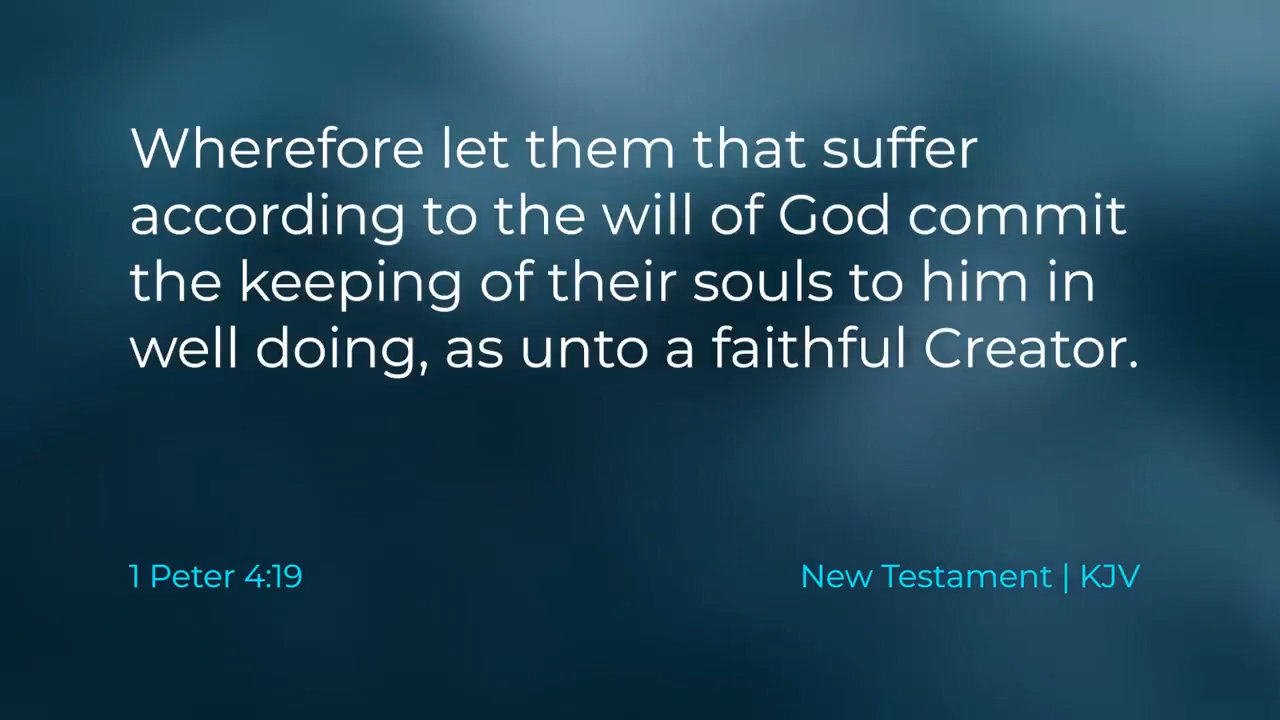 Wherefore let them that suffer
according to the will of God commit
the keeping of their souls to him in
well doing, as unto a faithful Creator.
1 Peter 4:19
New Testament | KJV